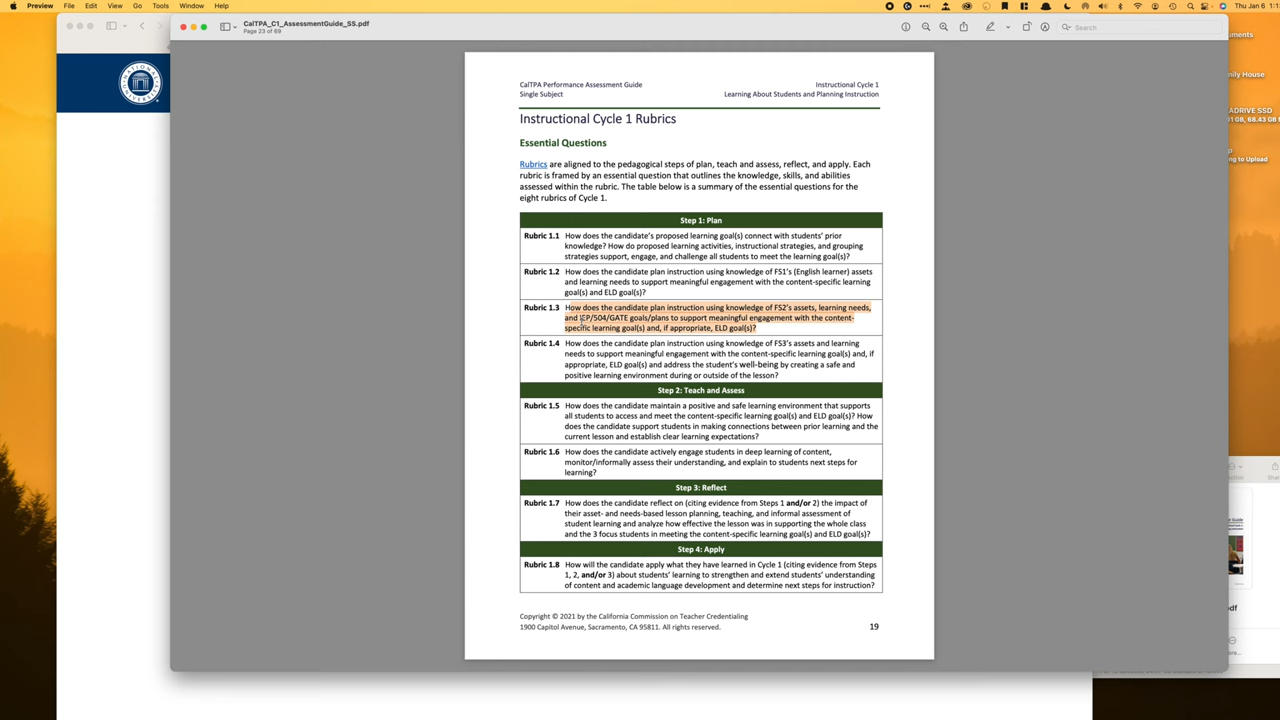 Preview File Edit View Go Tools Window Help
Thu Jan 6
CalTPA_C1_AssessmentGuide_SS.pdf
Page 23 of 69
Search
CalTPA Performance Assessment Guide
Single Subject
Instructional Cycle 1
Learning About Students and Planning Instruction
Instructional Cycle 1 Rubrics
Essential Questions
Rubrics are aligned to the pedagogical steps of plan, teach and assess, reflect, and apply. Each
rubric is framed by an essential question that outlines the knowledge, skills, and abilities
assessed within the rubric. The table below is a summary of the essential questions for the
eight rubrics of Cycle 1.
Step 1: Plan
Rubric 1.1 How does the candidate's proposed learning goal(s) connect with students' prior
knowledge? How do proposed learning activities, instructional strategies, and grouping
strategies support, engage, and challenge all students to meet the learning goal(s)?
Rubric 1.2 How does the candidate plan instruction using knowledge of FS1's (English learner) assets
and learning needs to support meaningful engagement with the content-specific learning
goal(s) and ELD goal(s)?
Rubric 1.3 How does the candidate plan instruction using knowledge of FS2's assets, learning needs,
and IEP/504/GATE goals/plans to support meaningful engagement with the content-
specific learning goal(s) and, if appropriate, ELD goal(s)?
Rubric 1.4 How does the candidate plan instruction using knowledge of FS3's assets and learning
needs to support meaningful engagement with the content-specific learning goal(s) and, if
appropriate, ELD goal(s) and address the student's well-being by creating a safe and
positive learning environment during or outside of the lesson?
Step 2: Teach and Assess
Rubric 1.5 How does the candidate maintain a positive and safe learning environment that supports
all students to access and meet the content-specific learning goal(s) and ELD goal(s)? How
does the candidate support students in making connections between prior learning and the
current lesson and establish clear learning expectations?
Rubric 1.6 How does the candidate actively engage students in deep learning of content,
monitor/informally assess their understanding, and explain to students next steps for
learning?
Step 3: Reflect
Rubric 1.7 How does the candidate reflect on (citing evidence from Steps 1 and/or 2) the impact of
their asset- and needs-based lesson planning, teaching, and informal assessment of
student learning and analyze how effective the lesson was in supporting the whole class
and the 3 focus students in meeting the content-specific learning goal(s) and ELD goal(s)?
Step 4: Apply
Rubric 1.8 How will the candidate apply what they have learned in Cycle 1 (citing evidence from Steps
1, 2, and/or 3) about students' learning to strengthen and extend students' understanding
of content and academic language development and determine next steps for instruction?
Copyright © 2021 by the California Commission on Teacher Credentialing
1900 Capitol Avenue, Sacramento, CA 95811. All rights reserved.
19